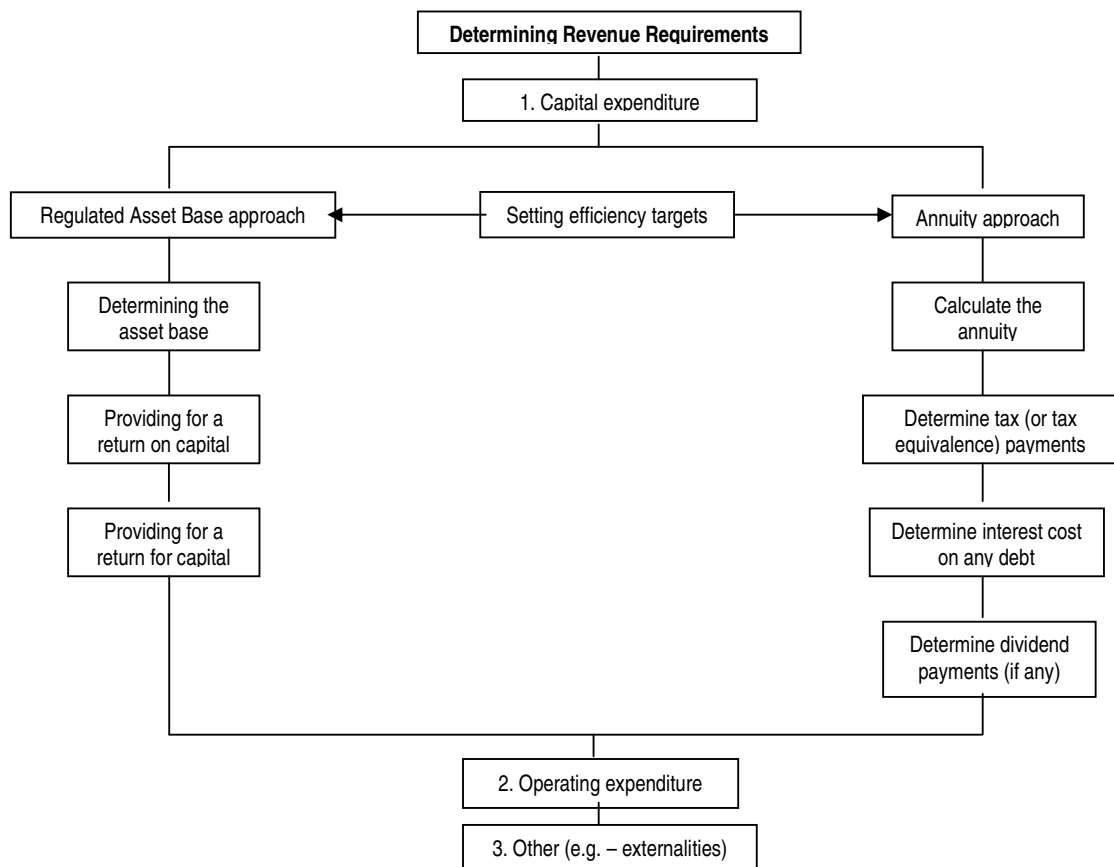 Determining Revenue Requirements
1. Capital expenditure
Regulated Asset Base approach
Setting efficiency targets
Annuity approach
Determining the
asset base
Providing for a
return on capital
Providing for a
return for capital
Calculate the
annuity
Determine tax (or tax
equivalence) payments
Determine interest cost
on any debt
Determine dividend
payments (if any)
2. Operating expenditure
3. Other (e.g. – externalities)